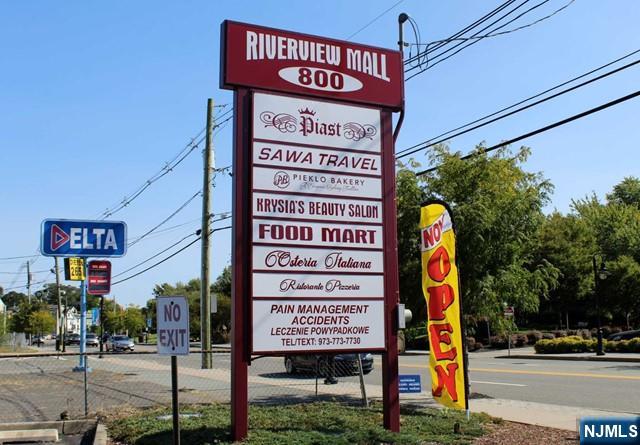 RIVERVIEW MALL
800
Piast
SAWA TRAVEL
PB PIEKLO BAKERY
KRYSIA'S BEAUTY SALON
FOOD MART
Osteria Italiana
Ristorante Pizzeria
PAIN MANAGEMENT
ACCIDENTS
LECZENIE POWYPADKOWE
TEL/TEXT: 973-773-7730
DELTA
NO
EXIT
NOW
OPEN
NJMLS